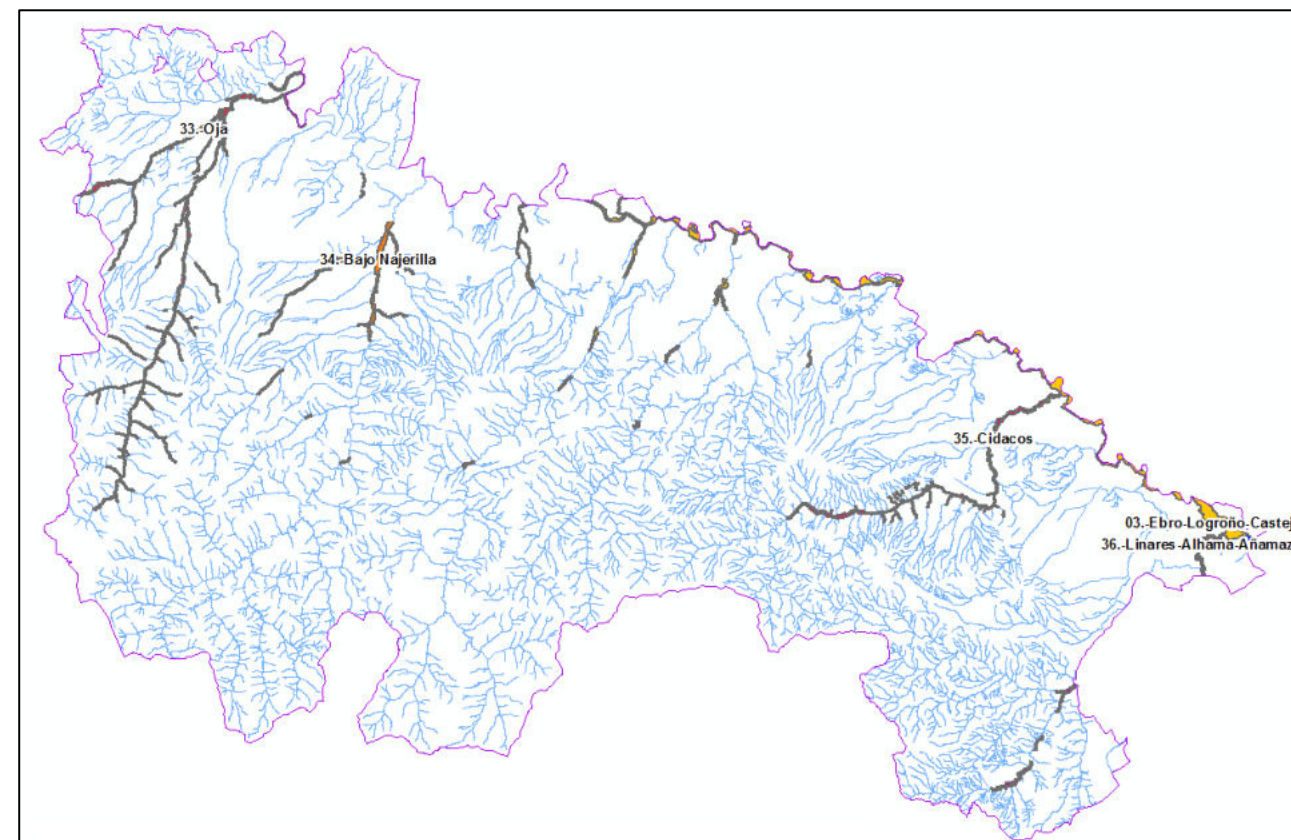 33.-Oja
34.-Bajo Najerilla
35.-Cidacos
03.-Ebro-Logroño-Castej
36.-Linares-Alhama-Añamaz